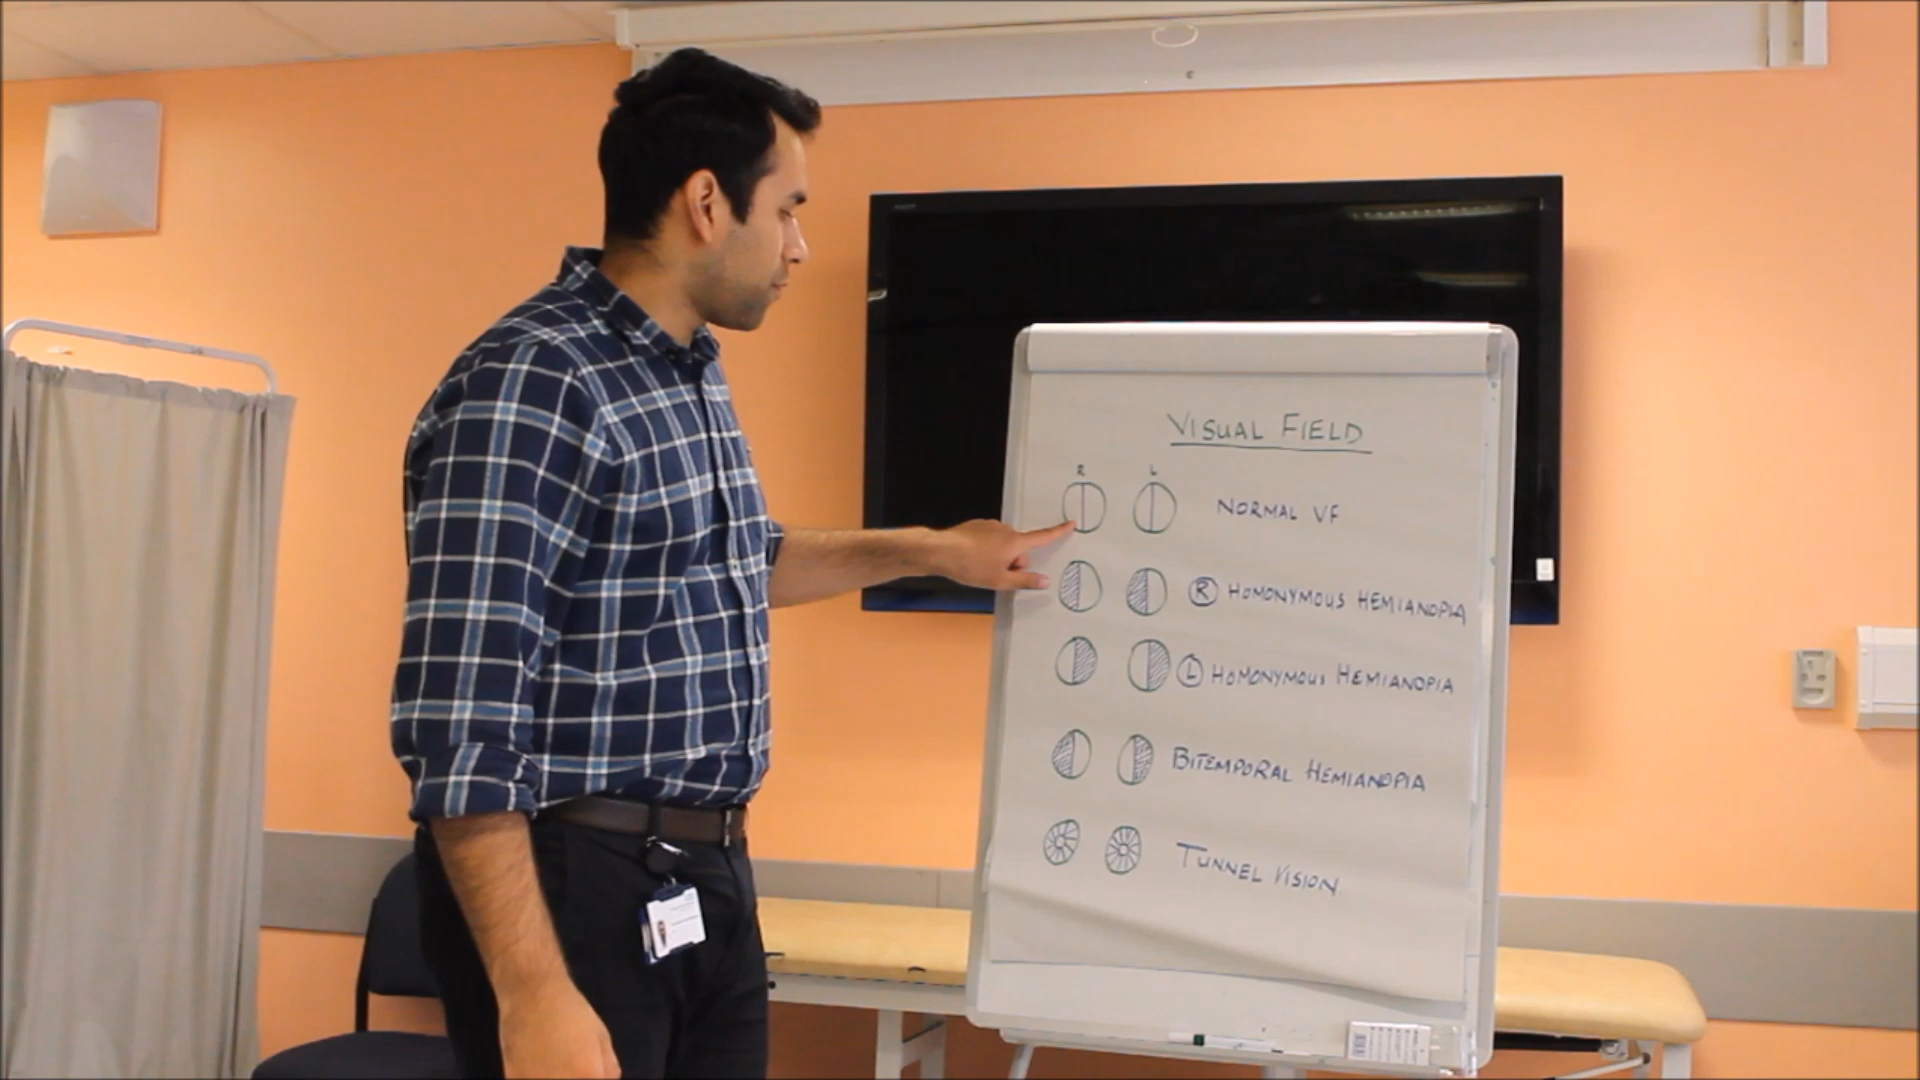 VISUAL FIELD
R L
NORMAL VF
R HOMONYMOUS HEMIANOPIA
L HOMONYMOUS HEMIANOPIA
BITEMPORAL HEMIANOPIA
TUNNEL VISION